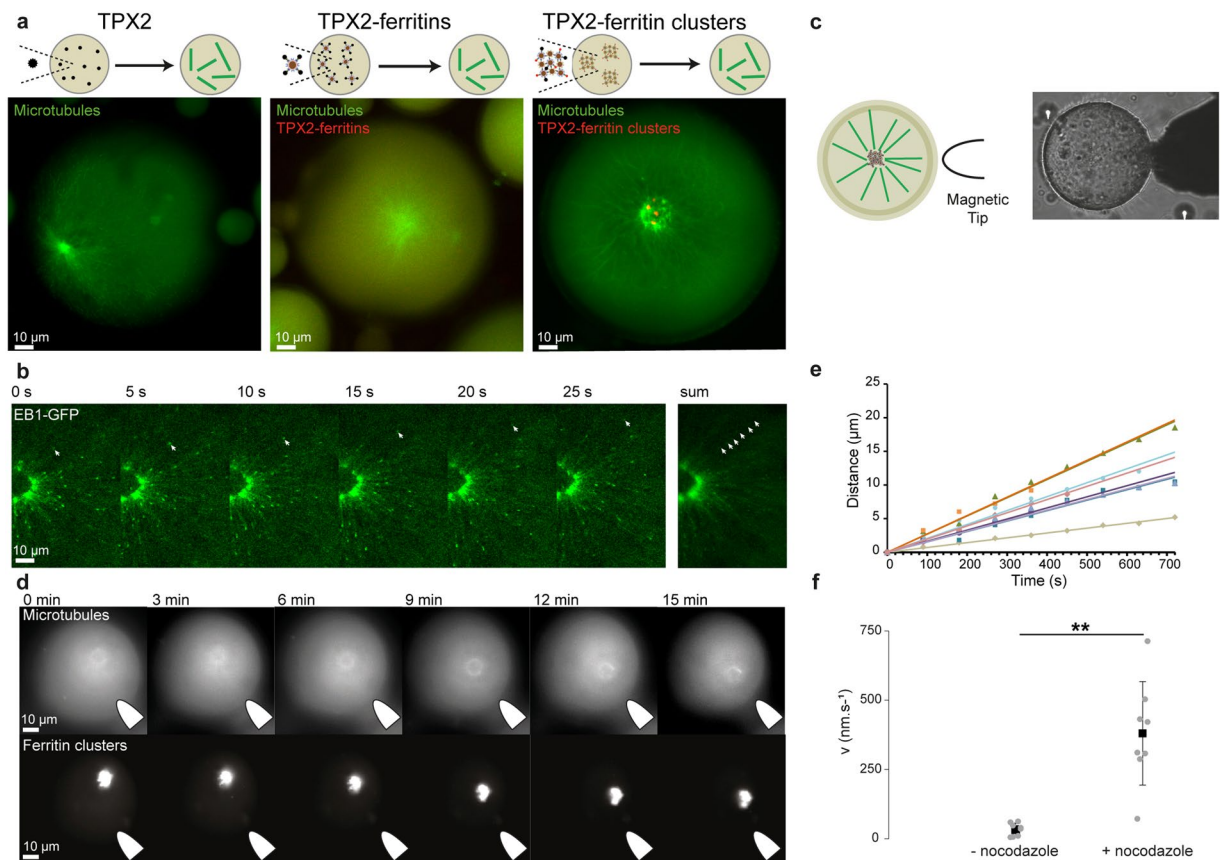 a
TPX2
TPX2-ferritins
TPX2-ferritin clusters
Microtubules
10 µm
Microtubules
TPX2-ferritins
10 µm
Microtubules
TPX2-ferritin clusters
10 µm
b
0 s
5 s
10 s
15 s
20 s
25 s
sum
EB1-GFP
10 µm
c
Magnetic
Tip
d
0 min
3 min
6 min
9 min
12 min
15 min
Microtubules
10 µm
Ferritin clusters
10 µm
e
25
20
15
10
5
0
Distance (µm)
0 100 200 300 400 500 600 700
Time (s)
f
750
500
250
0
v (nm.s⁻¹)
**
- nocodazole
+ nocodazole